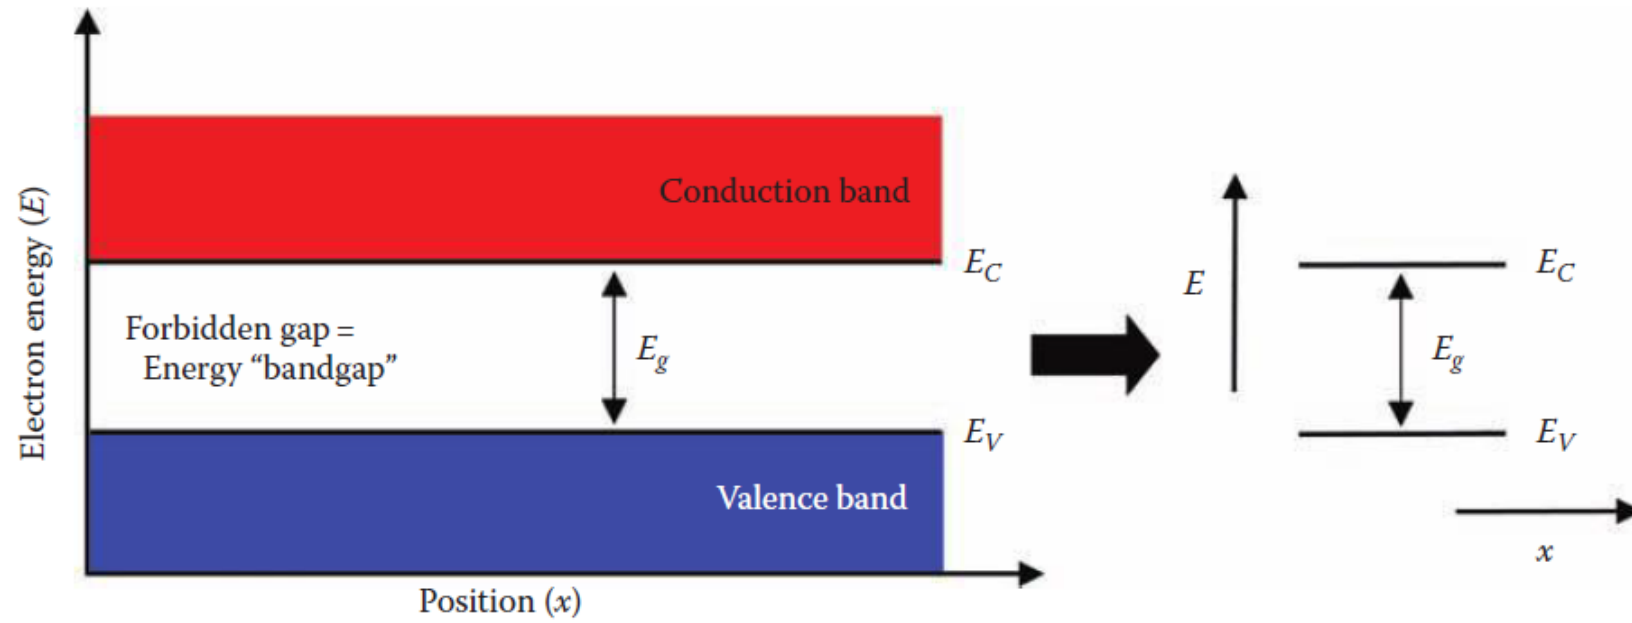 Electron energy (E)
Conduction band
E_C
Forbidden gap =
Energy “bandgap”
E_g
E_V
Valence band
Position (x)
E
E_C
E_g
E_V
x